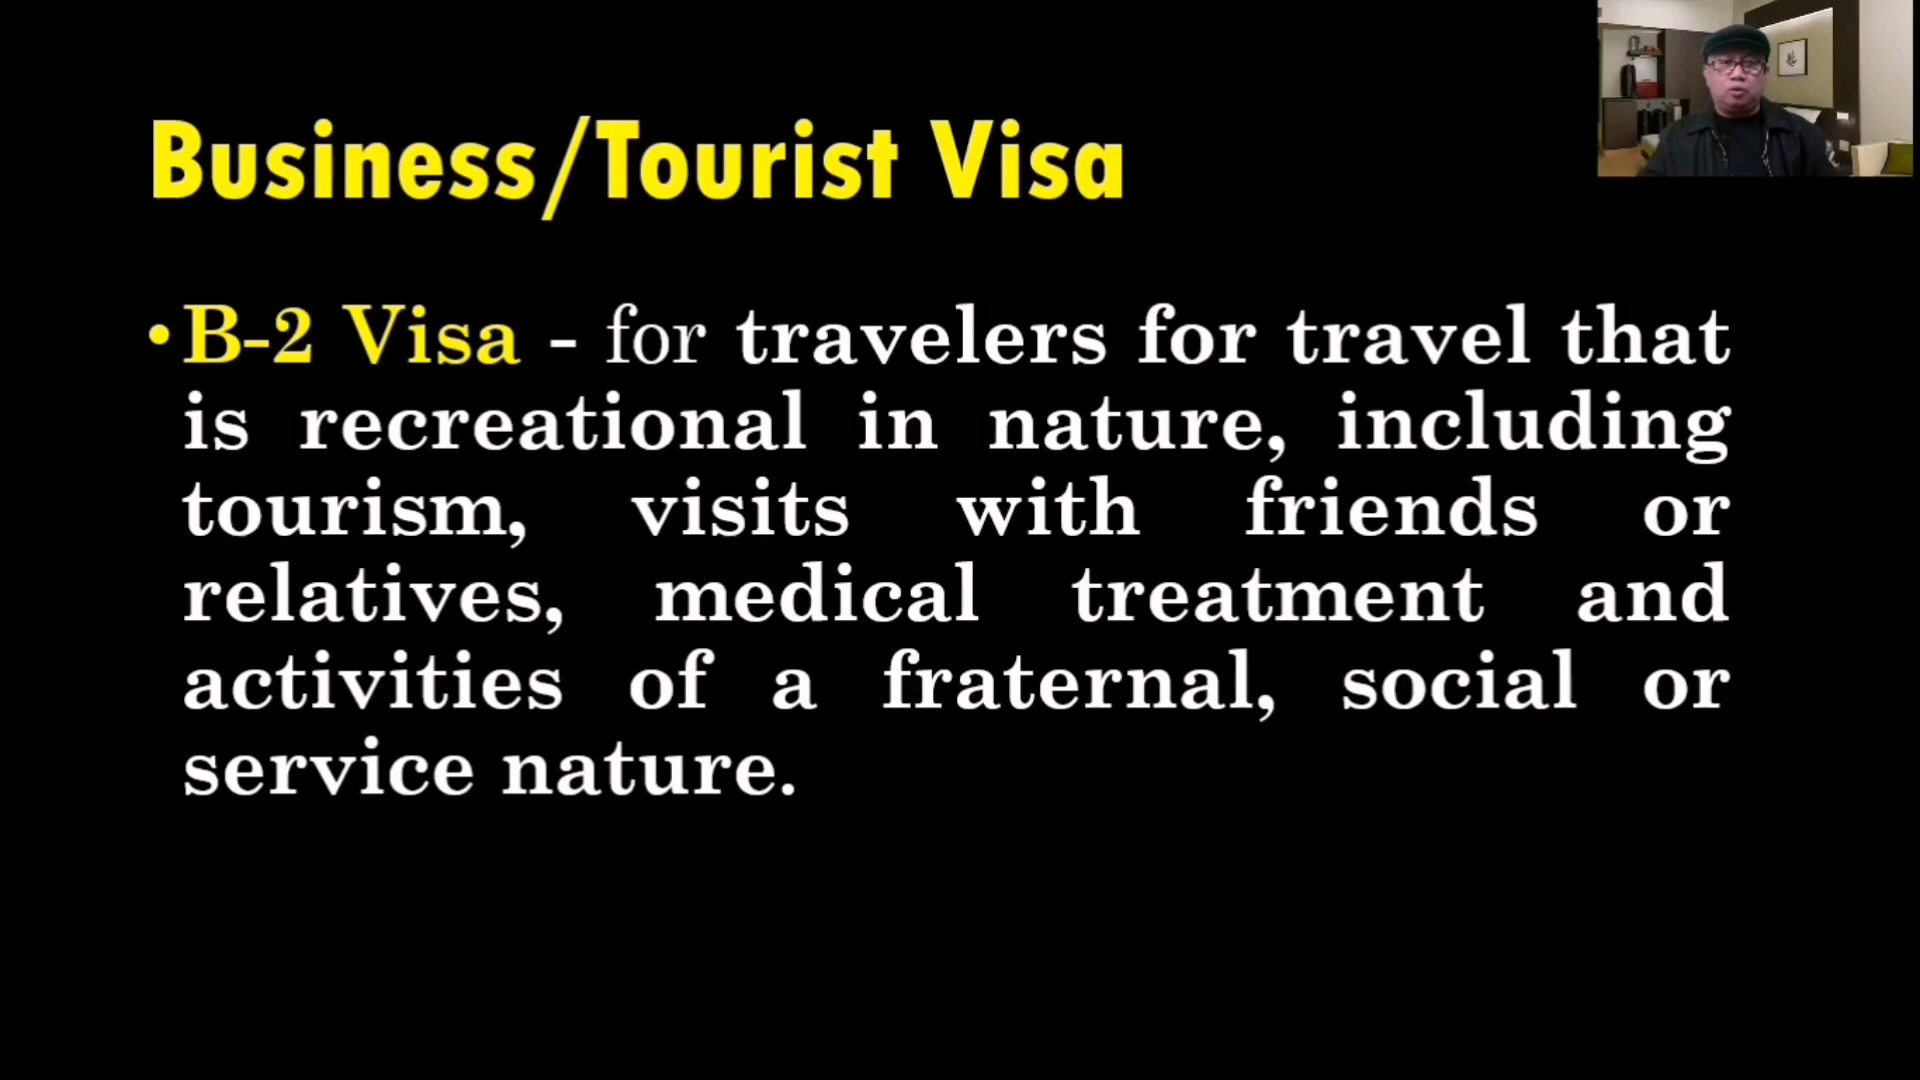 Business/Tourist Visa
•B-2 Visa - for travelers for travel that
is recreational in nature, including
tourism, visits with friends or
relatives, medical treatment and
activities of a fraternal, social or
service nature.